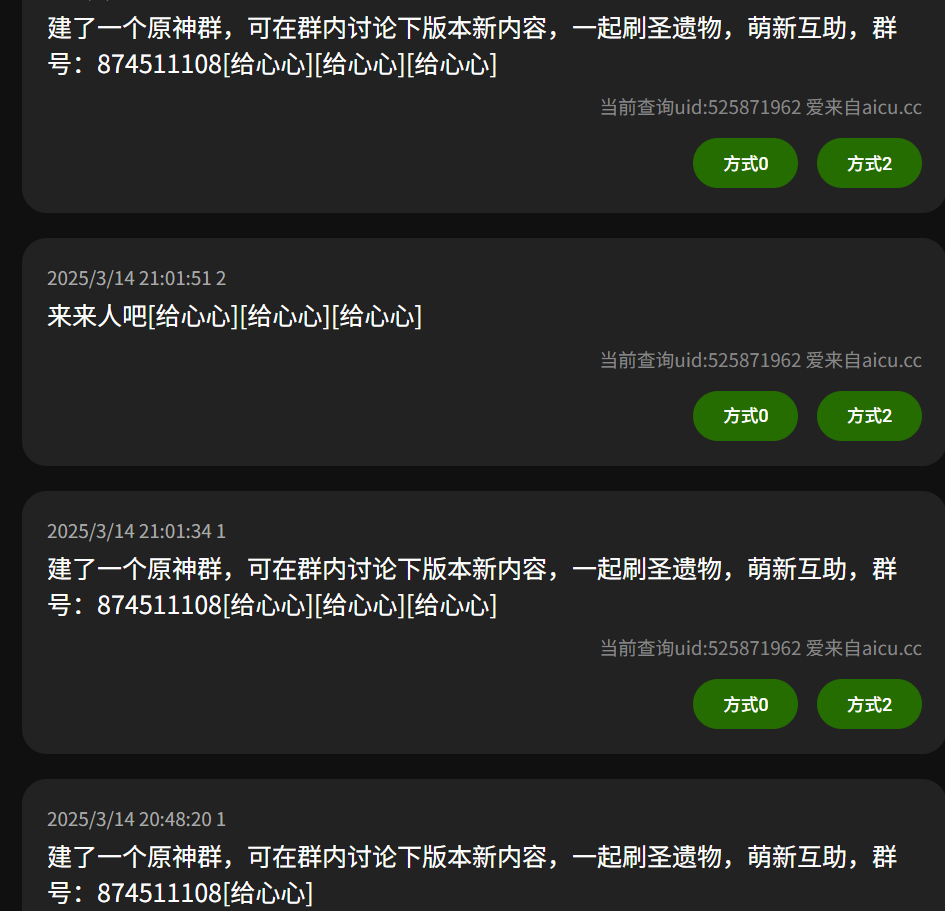 建了一个原神群，可在群内讨论下版本新内容，一起刷圣遗物，萌新互助，群
号：874511108[给心心][给心心][给心心]
当前查询uid:525871962 爱来自aicu.cc
方式0
方式2
2025/3/14 21:01:51 2
来来人吧[给心心][给心心][给心心]
当前查询uid:525871962 爱来自aicu.cc
方式0
方式2
2025/3/14 21:01:34 1
建了一个原神群，可在群内讨论下版本新内容，一起刷圣遗物，萌新互助，群
号：874511108[给心心][给心心][给心心]
当前查询uid:525871962 爱来自aicu.cc
方式0
方式2
2025/3/14 20:48:20 1
建了一个原神群，可在群内讨论下版本新内容，一起刷圣遗物，萌新互助，群
号：874511108[给心心]